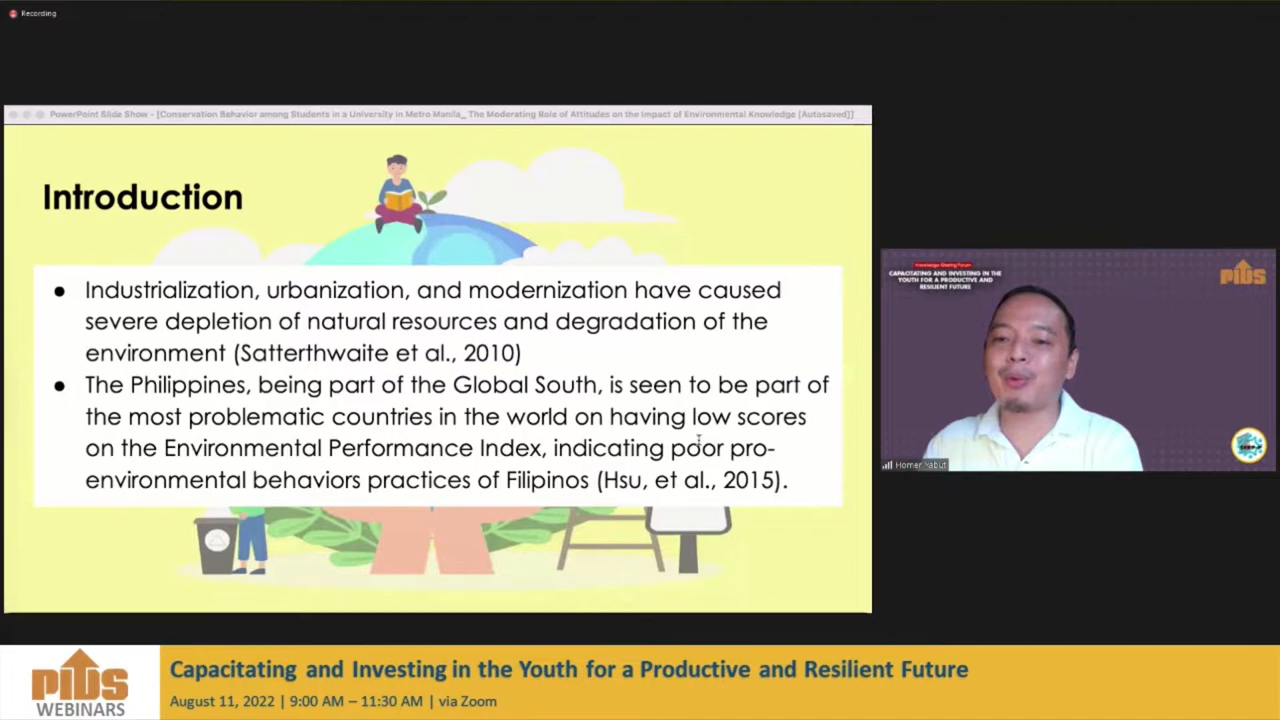 Recording
PowerPoint Slide Show - [Conservation Behavior among Students in a University in Metro Manila_ The Moderating Role of Attitudes on the Impact of Environmental Knowledge [Autosaved]]
Introduction
● Industrialization, urbanization, and modernization have caused
severe depletion of natural resources and degradation of the
environment (Satterthwaite et al., 2010)
● The Philippines, being part of the Global South, is seen to be part of
the most problematic countries in the world on having low scores
on the Environmental Performance Index, indicating poor pro-
environmental behaviors practices of Filipinos (Hsu, et al., 2015).
Knowledge Sharing Forum
CAPACITATING AND INVESTING IN THE
YOUTH FOR A PRODUCTIVE AND
RESILIENT FUTURE
PIDS
Homer Yabut
PIDS
WEBINARS
Capacitating and Investing in the Youth for a Productive and Resilient Future
August 11, 2022 | 9:00 AM – 11:30 AM | via Zoom